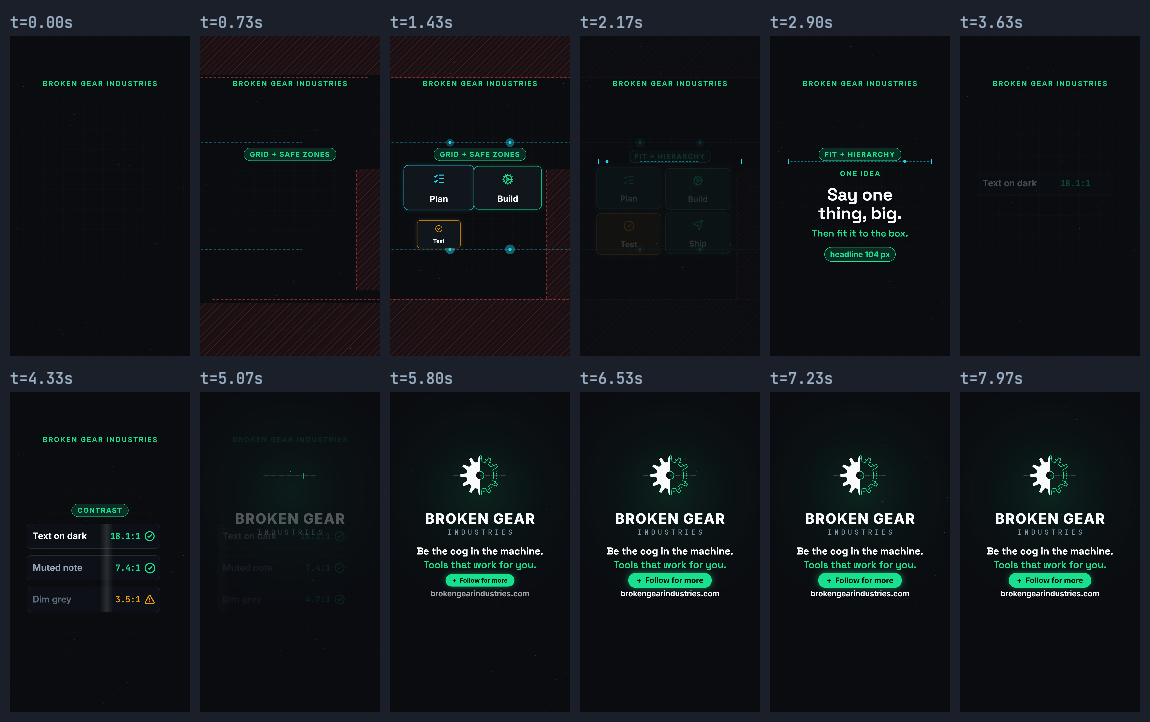 t=0.00s
t=0.73s
t=1.43s
t=2.17s
t=2.90s
t=3.63s
BROKEN GEAR INDUSTRIES
BROKEN GEAR INDUSTRIES
GRID + SAFE ZONES
BROKEN GEAR INDUSTRIES
GRID + SAFE ZONES
Plan
Build
Test
BROKEN GEAR INDUSTRIES
FIT + HIERARCHY
Plan
Build
Test
Ship
BROKEN GEAR INDUSTRIES
FIT + HIERARCHY
ONE IDEA
Say one
thing, big.
Then fit it to the box.
headline 104 px
BROKEN GEAR INDUSTRIES
Text on dark 18.1:1
t=4.33s
t=5.07s
t=5.80s
t=6.53s
t=7.23s
t=7.97s
BROKEN GEAR INDUSTRIES
CONTRAST
Text on dark 18.1:1
Muted note 7.4:1
Dim grey 3.5:1
BROKEN GEAR INDUSTRIES
BROKEN GEAR
INDUSTRIES
Text on dark 18.1:1
Muted note 7.4:1
Dim grey 4.7:1
BROKEN GEAR
INDUSTRIES
Be the cog in the machine.
Tools that work for you.
+ Follow for more
brokengearindustries.com
BROKEN GEAR
INDUSTRIES
Be the cog in the machine.
Tools that work for you.
+ Follow for more
brokengearindustries.com
BROKEN GEAR
INDUSTRIES
Be the cog in the machine.
Tools that work for you.
+ Follow for more
brokengearindustries.com
BROKEN GEAR
INDUSTRIES
Be the cog in the machine.
Tools that work for you.
+ Follow for more
brokengearindustries.com